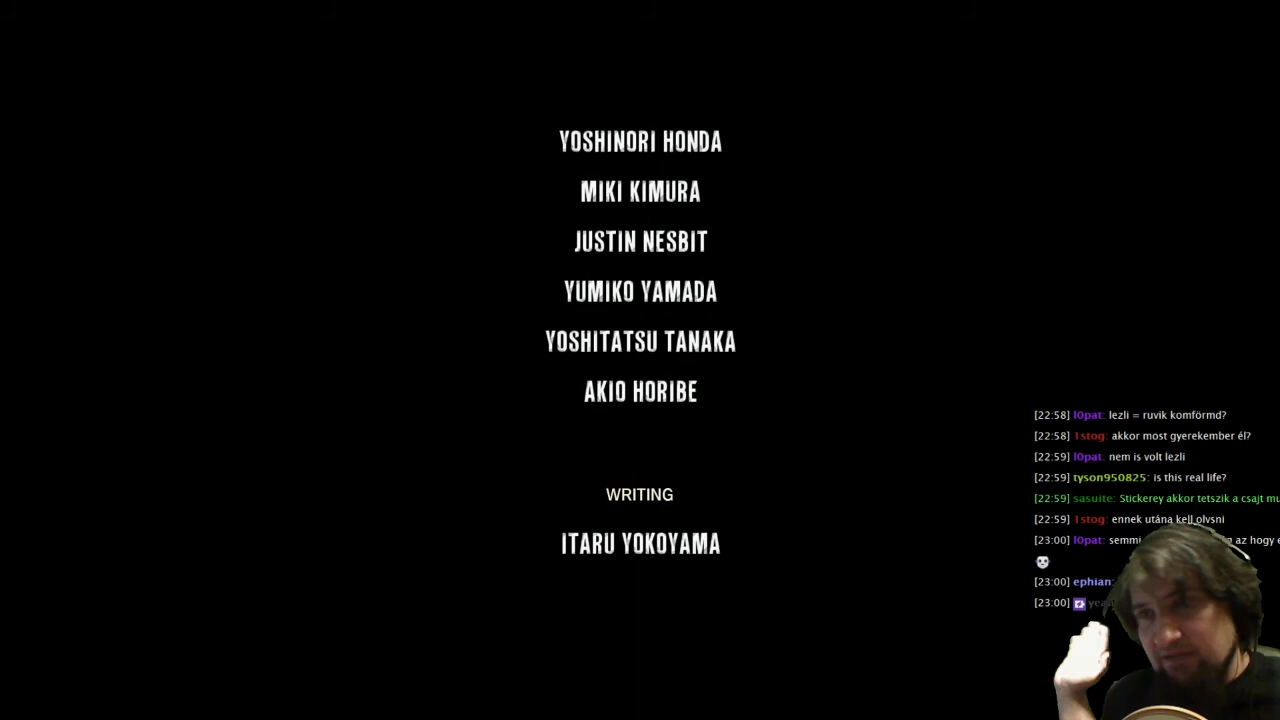 YOSHINORI HONDA
MIKI KIMURA
JUSTIN NESBIT
YUMIKO YAMADA
YOSHITATSU TANAKA
AKIO HORIBE
WRITING
ITARU YOKOYAMA
[22:58] l0pat: lezli = ruvik komförmd?
[22:58] 1stog: akkor most gyerekember él?
[22:59] l0pat: nem is volt lezli
[22:59] tyson950825: is this real life?
[22:59] sasuite: Stickerey akkor tetszik a csajt
[22:59] 1stog: ennek utána kell olvsni
[23:00] l0pat: semmi az hogy
[23:00] ephian:
[23:00]